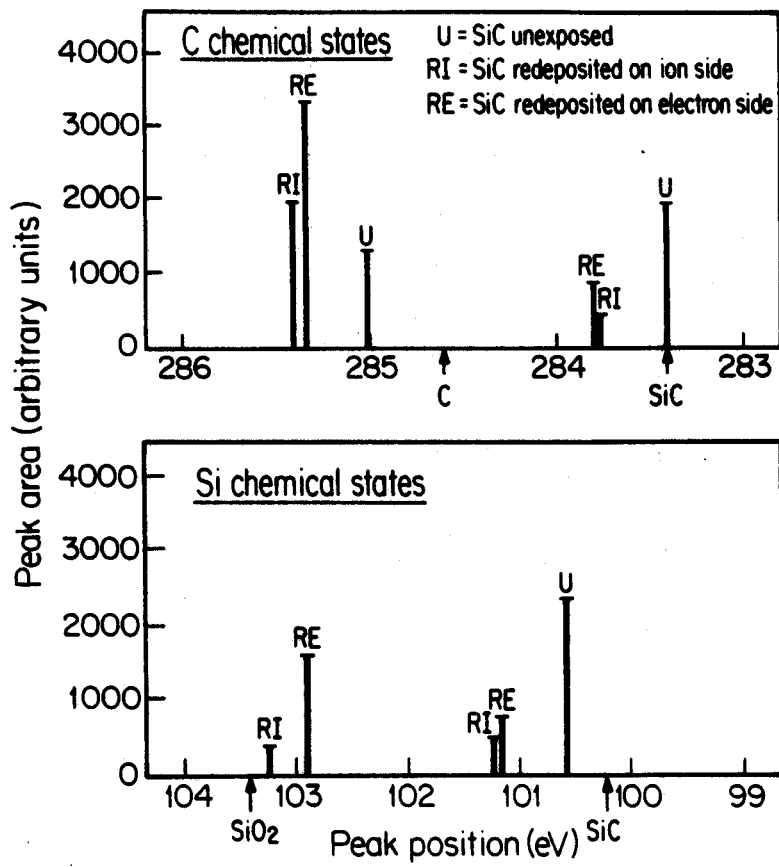 C chemical states
U = SiC unexposed
RI = SiC redeposited on ion side
RE = SiC redeposited on electron side
4000
3000
2000
1000
0
RI
RE
U
RE
RI
U
286
285
284
283
C
SiC
Peak area (arbitrary units)
Si chemical states
4000
3000
2000
1000
0
RI
RE
RI
RE
U
104
103
102
101
100
99
SiO₂
SiC
Peak position (eV)